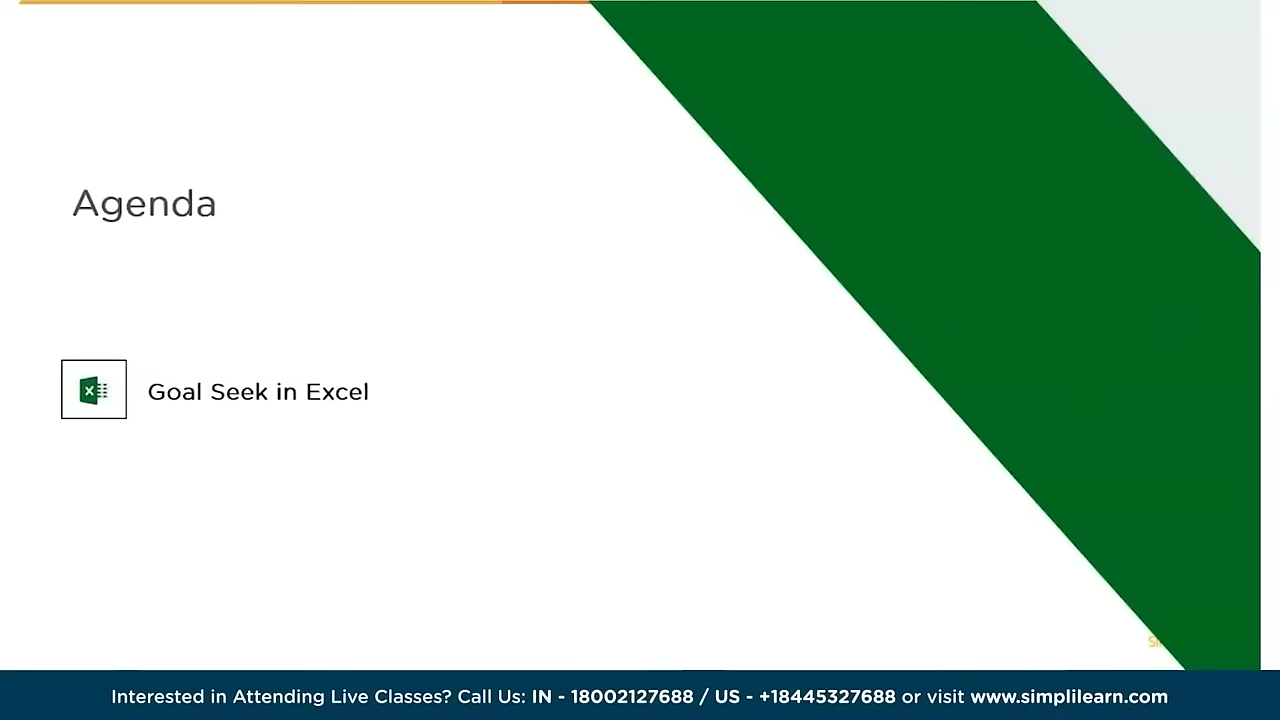 Agenda
Goal Seek in Excel
Interested in Attending Live Classes? Call Us: IN - 18002127688 / US - +18445327688 or visit www.simplilearn.com